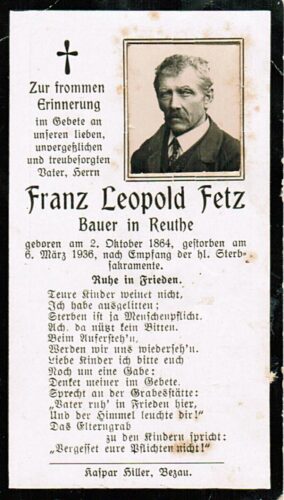 Zur frommen
Erinnerung
im Gebete an
unseren lieben,
unvergeßlichen
und treubesorgten
Vater, Herrn
Franz Leopold Fetz
Bauer in Reuthe
geboren am 2. Oktober 1864, gestorben am
6. März 1936, nach Empfang der hl. Sterb-
sakramente.
Ruhe in Frieden.
Teure Kinder weinet nicht,
Ich habe ausgelitten;
Sterben ist ja Menschenpflicht.
Ach, da nützt kein Bitten.
Beim Aufersteh'n,
Werden wir uns wiederseh'n;
Liebe Kinder ich bitte euch
Noch um eine Gabe:
Denket meiner im Gebete.
Sprecht an der Grabesstätte:
„Vater ruh' in Frieden hier,
Und der Himmel leuchte dir!"
Das Elterngrab
zu den Kindern spricht:
„Vergesset eure Pflichten nicht!"
Kaspar Hiller, Bezau.